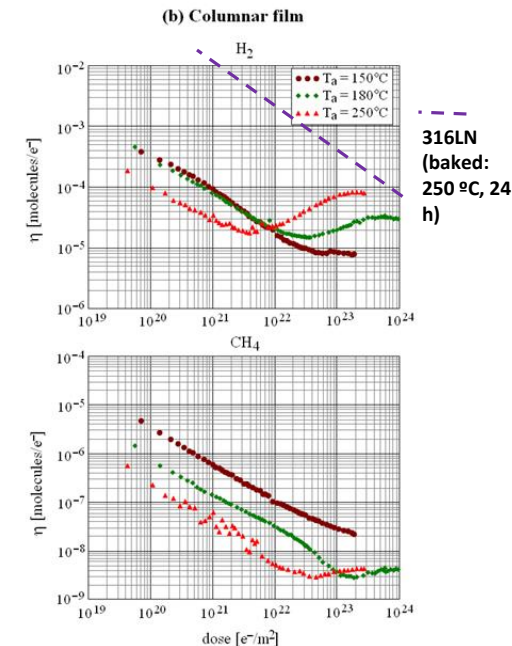 (b) Columnar film
H₂
η [molecules/e⁻]
10⁻²
10⁻³
10⁻⁴
10⁻⁵
10⁻⁶
Tₐ = 150°C
Tₐ = 180°C
Tₐ = 250°C
316LN
(baked:
250 ºC, 24
h)
10¹⁹ 10²⁰ 10²¹ 10²² 10²³ 10²⁴
CH₄
η [molecules/e⁻]
10⁻⁴
10⁻⁵
10⁻⁶
10⁻⁷
10⁻⁸
10⁻⁹
10¹⁹ 10²⁰ 10²¹ 10²² 10²³ 10²⁴
dose [e⁻/m²]